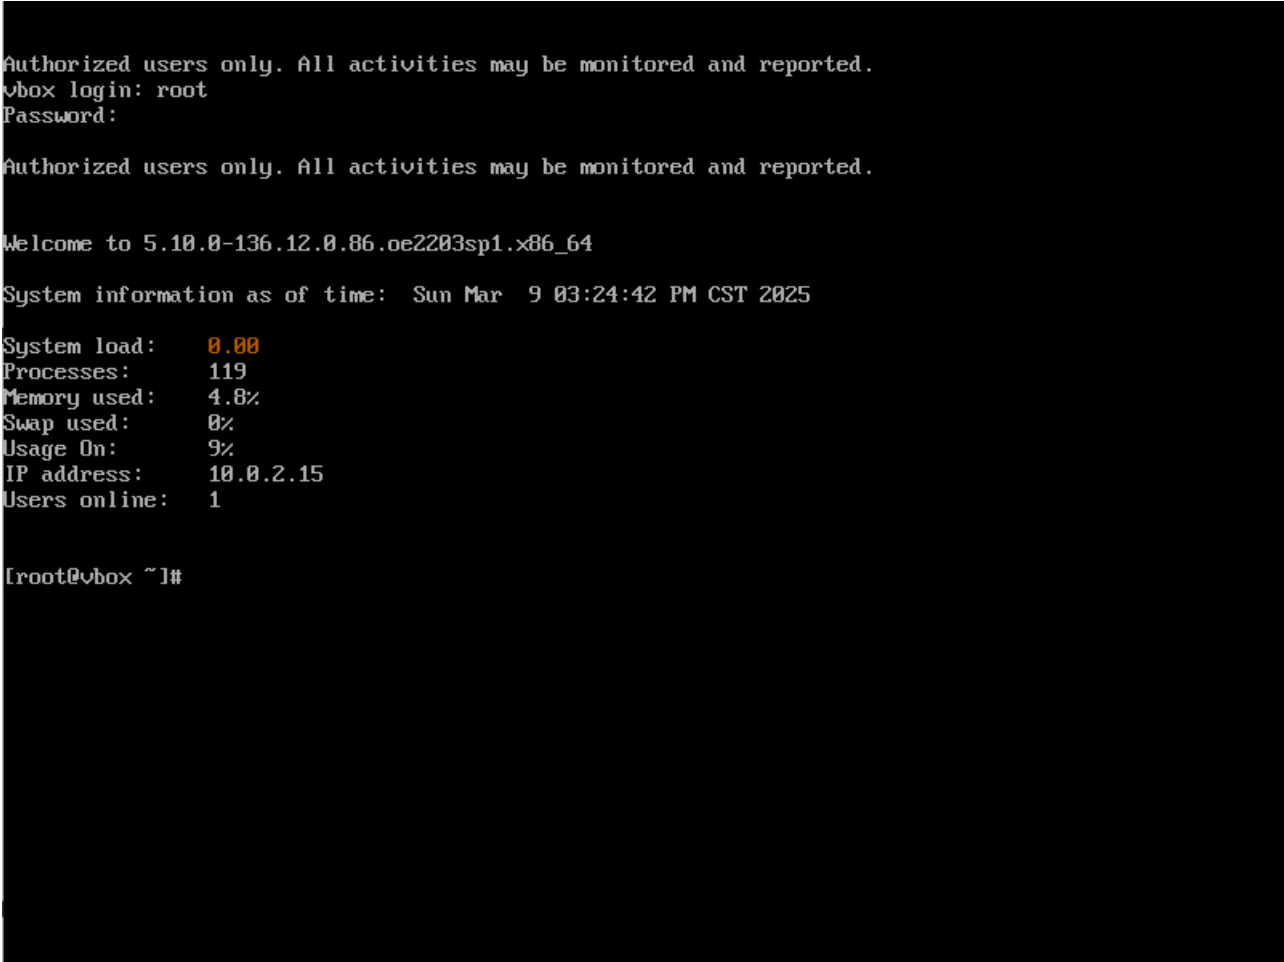 Authorized users only. All activities may be monitored and reported.
vbox login: root
Password:
Authorized users only. All activities may be monitored and reported.
Welcome to 5.10.0-136.12.0.86.oe2203sp1.x86_64
System information as of time:  Sun Mar  9 03:24:42 PM CST 2025
System load:    0.00
Processes:      119
Memory used:    4.8%
Swap used:      0%
Usage On:       9%
IP address:     10.0.2.15
Users online:   1
[root@vbox ~]#